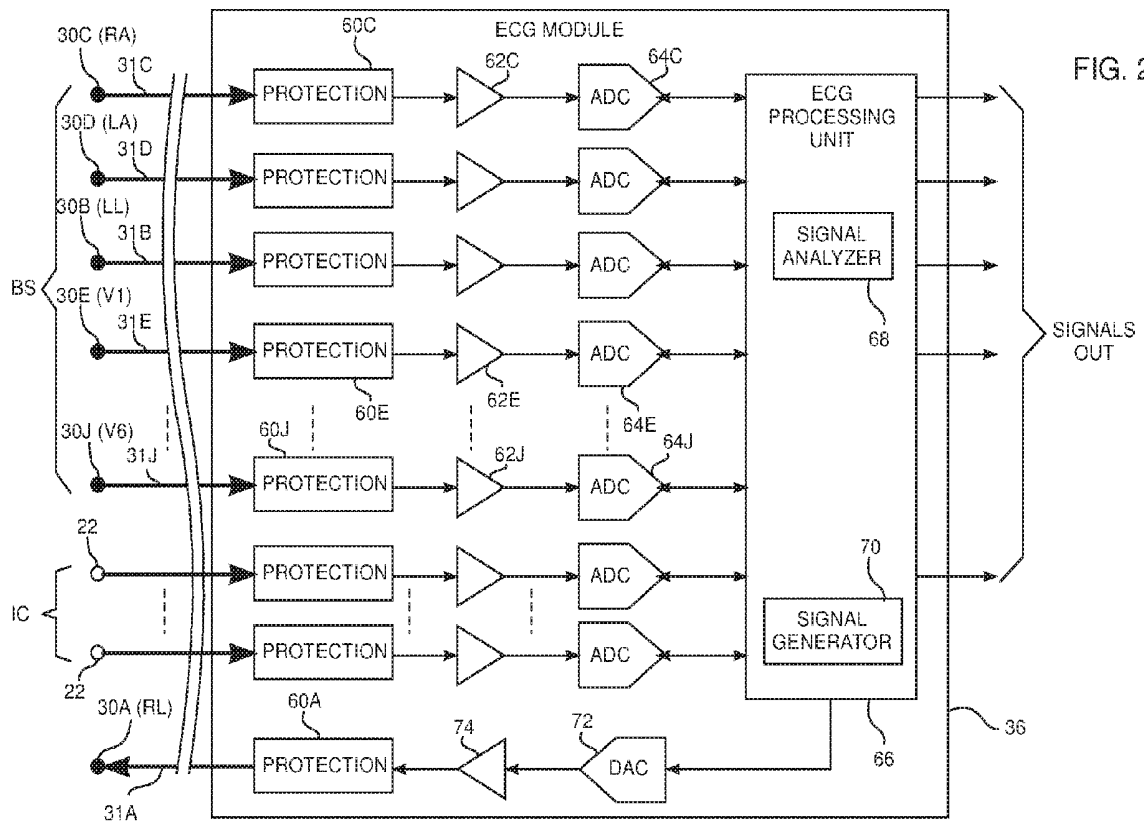 ECG MODULE
FIG. 2
30C (RA)
31C
60C
PROTECTION
62C
ADC
64C
ECG
PROCESSING
UNIT
30D (LA)
31D
PROTECTION
ADC
30B (LL)
31B
PROTECTION
ADC
SIGNAL
ANALYZER
68
BS
30E (V1)
31E
PROTECTION
60E
62E
ADC
64E
SIGNALS
OUT
30J (V6)
31J
60J
PROTECTION
62J
ADC
64J
22
PROTECTION
ADC
70
SIGNAL
GENERATOR
IC
22
PROTECTION
ADC
30A (RL)
31A
60A
PROTECTION
74
72
DAC
66
36